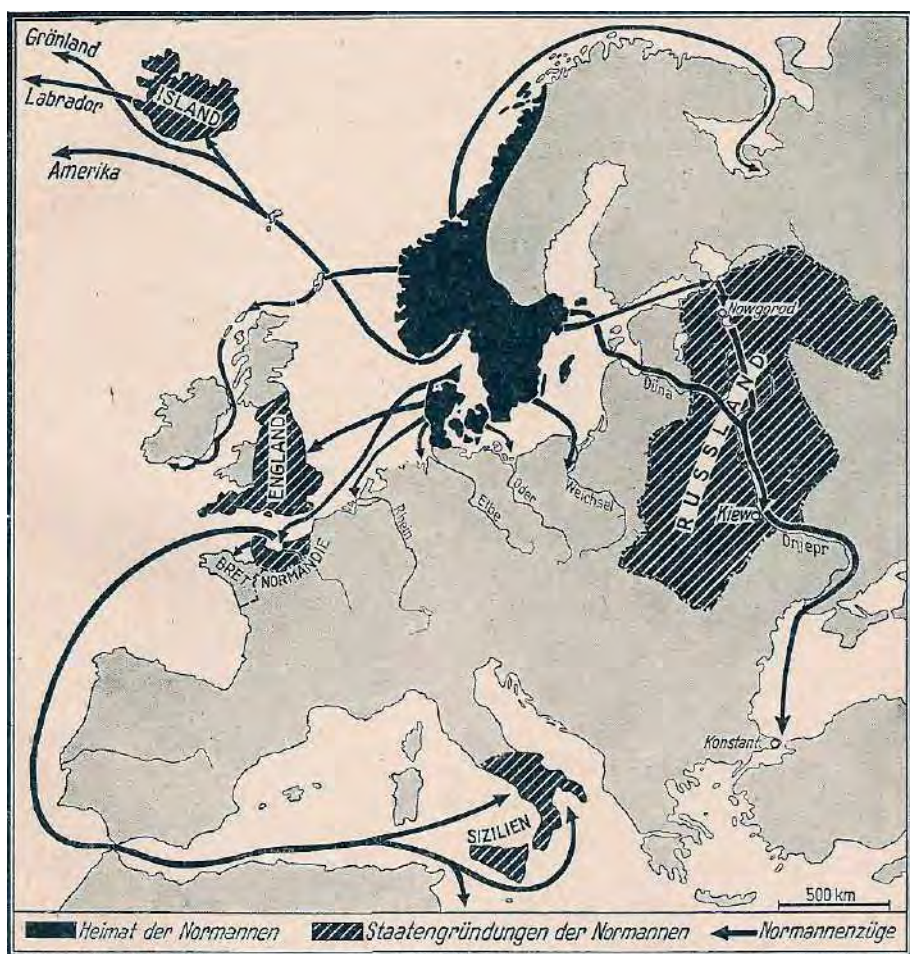 Grönland
Labrador
ISLAND
Amerika
Nowgorod
Düna
RUSSLAND
ENGLAND
Weichsel
Oder
Elbe
Rhein
Kiew
Dnjepr
BRET.
NORMANDIE
Konstant.
SIZILIEN
500 km
Heimat der Normannen Staatengründungen der Normannen Normannenzüge